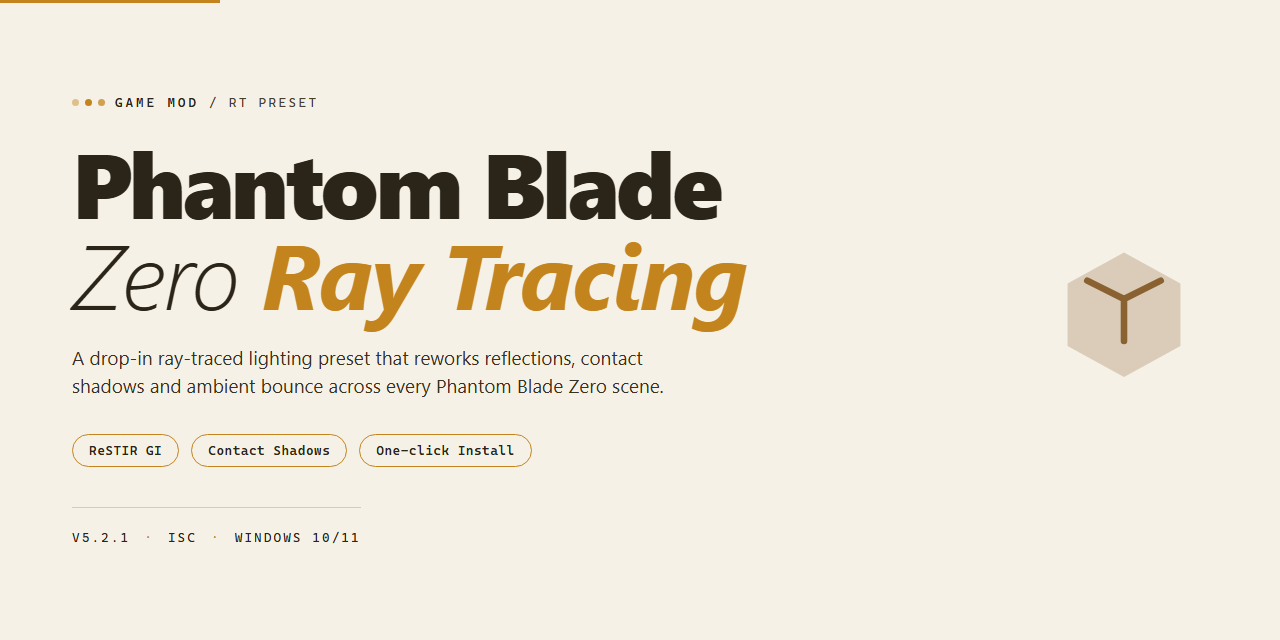 GAME MOD / RT PRESET
Phantom Blade
Zero Ray Tracing
A drop-in ray-traced lighting preset that reworks reflections, contact
shadows and ambient bounce across every Phantom Blade Zero scene.
ReSTIR GI
Contact Shadows
One-click Install
V5.2.1 · ISC · WINDOWS 10/11